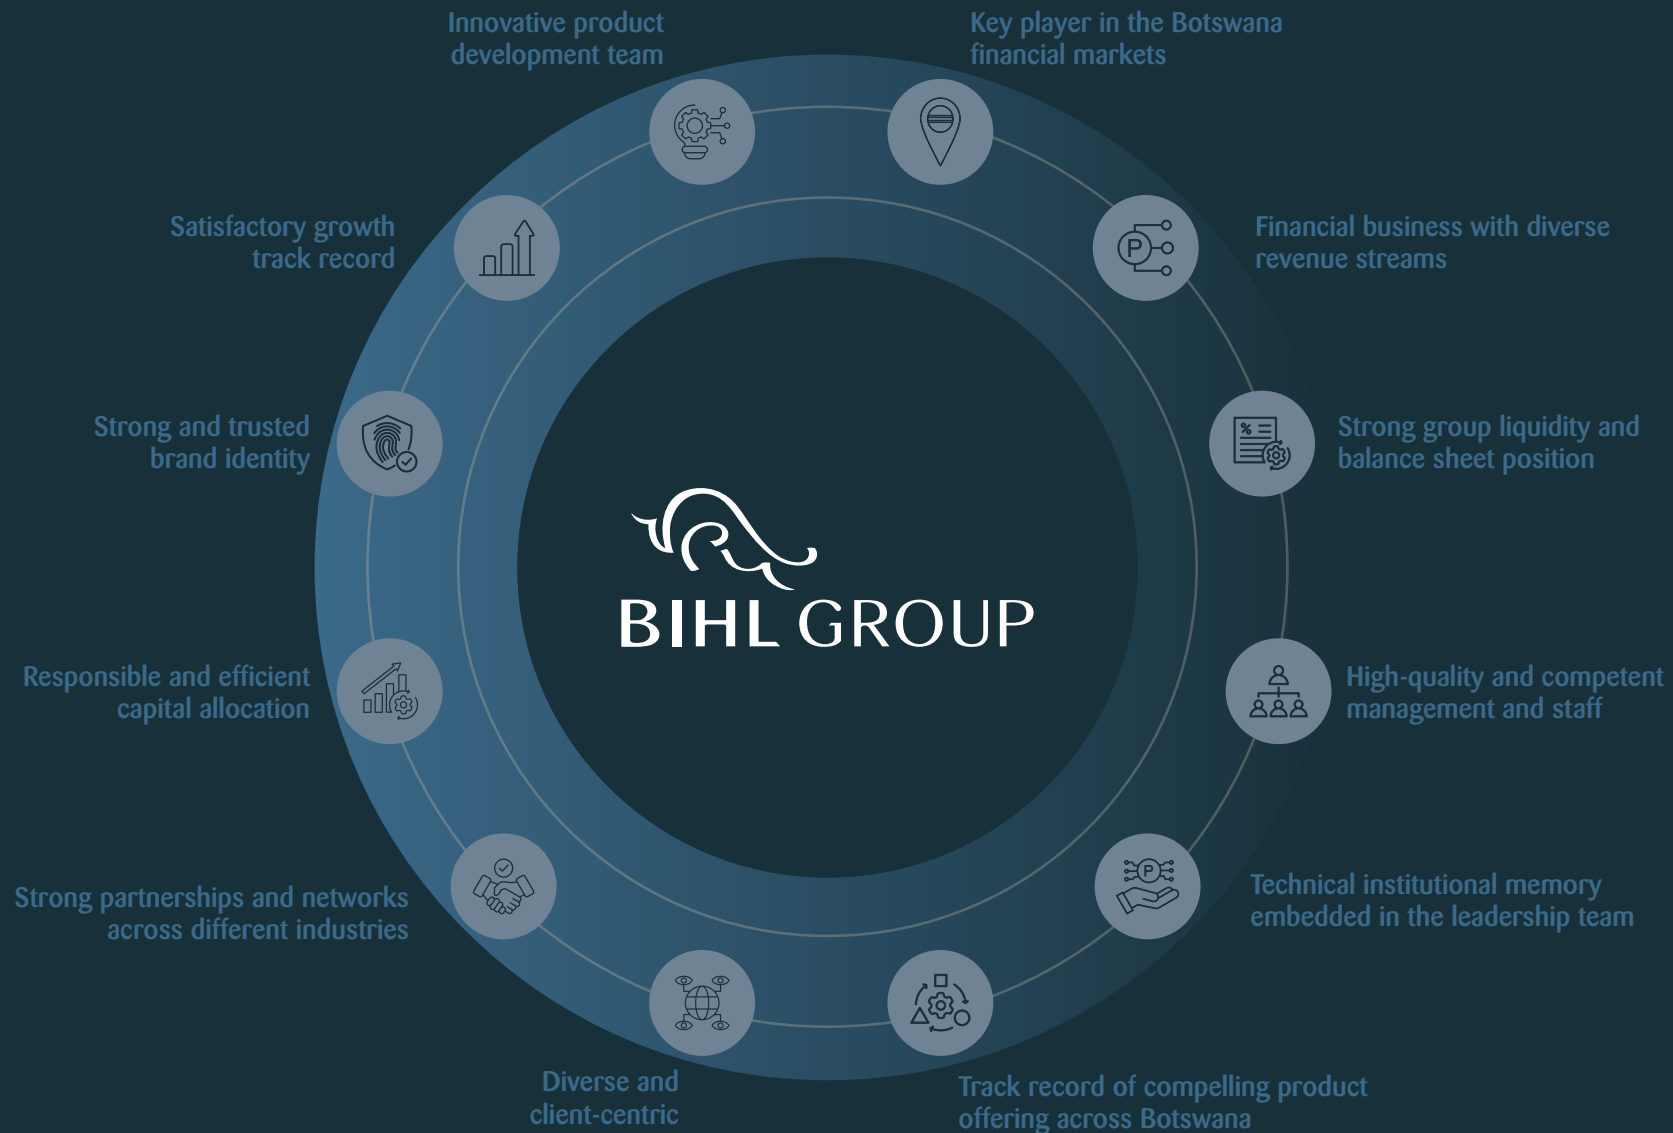 Innovative product
development team
Key player in the Botswana
financial markets
Financial business with diverse
revenue streams
Strong group liquidity and
balance sheet position
High-quality and competent
management and staff
Technical institutional memory
embedded in the leadership team
Track record of compelling product
offering across Botswana
Diverse and
client-centric
Strong partnerships and networks
across different industries
Responsible and efficient
capital allocation
Strong and trusted
brand identity
Satisfactory growth
track record
P
%
P
BIHL GROUP